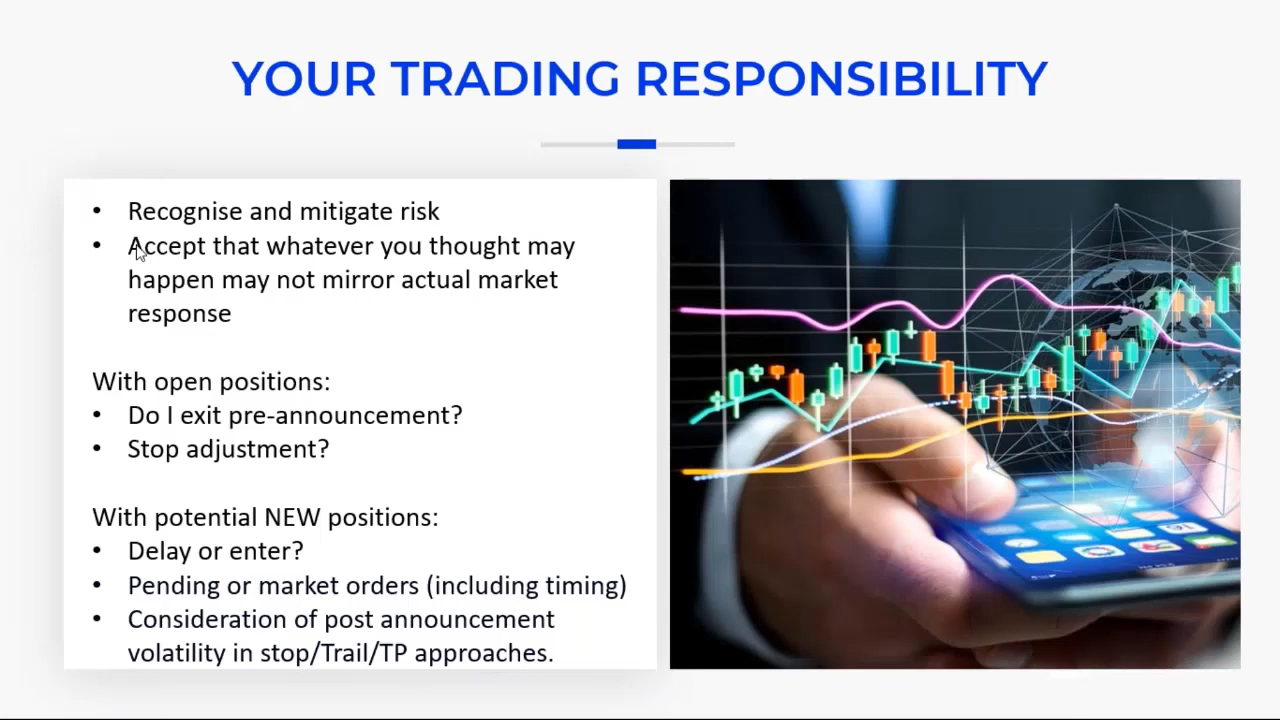 YOUR TRADING RESPONSIBILITY
• Recognise and mitigate risk
• Accept that whatever you thought may
happen may not mirror actual market
response
With open positions:
• Do I exit pre-announcement?
• Stop adjustment?
With potential NEW positions:
• Delay or enter?
• Pending or market orders (including timing)
• Consideration of post announcement
volatility in stop/Trail/TP approaches.